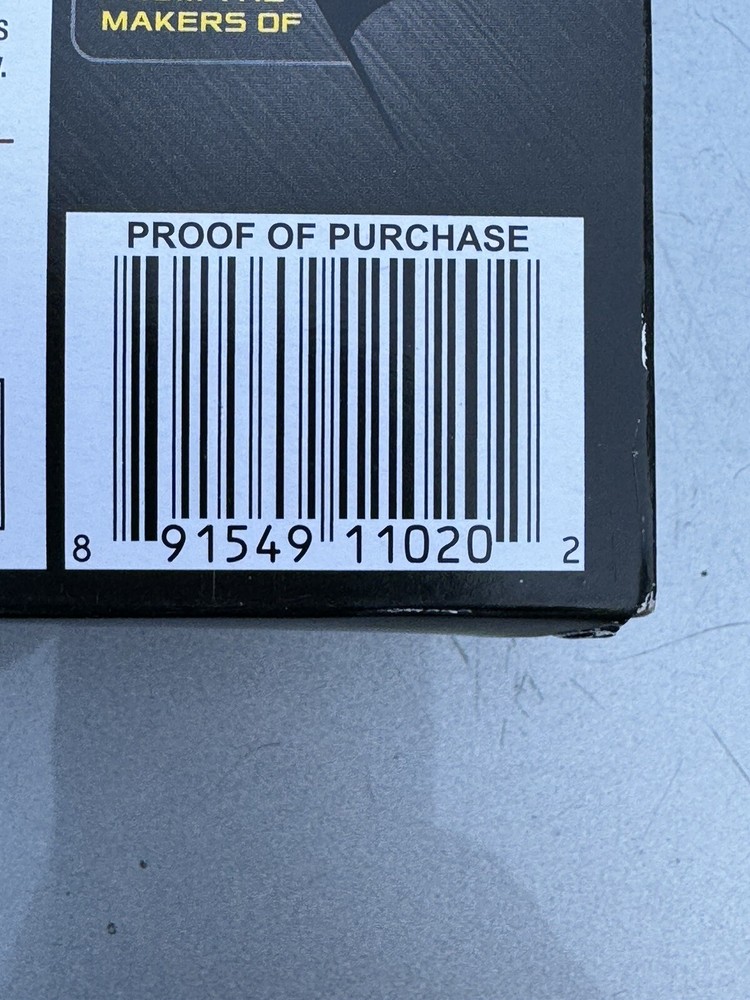 MAKERS OF
PROOF OF PURCHASE
8 91549 11020 2